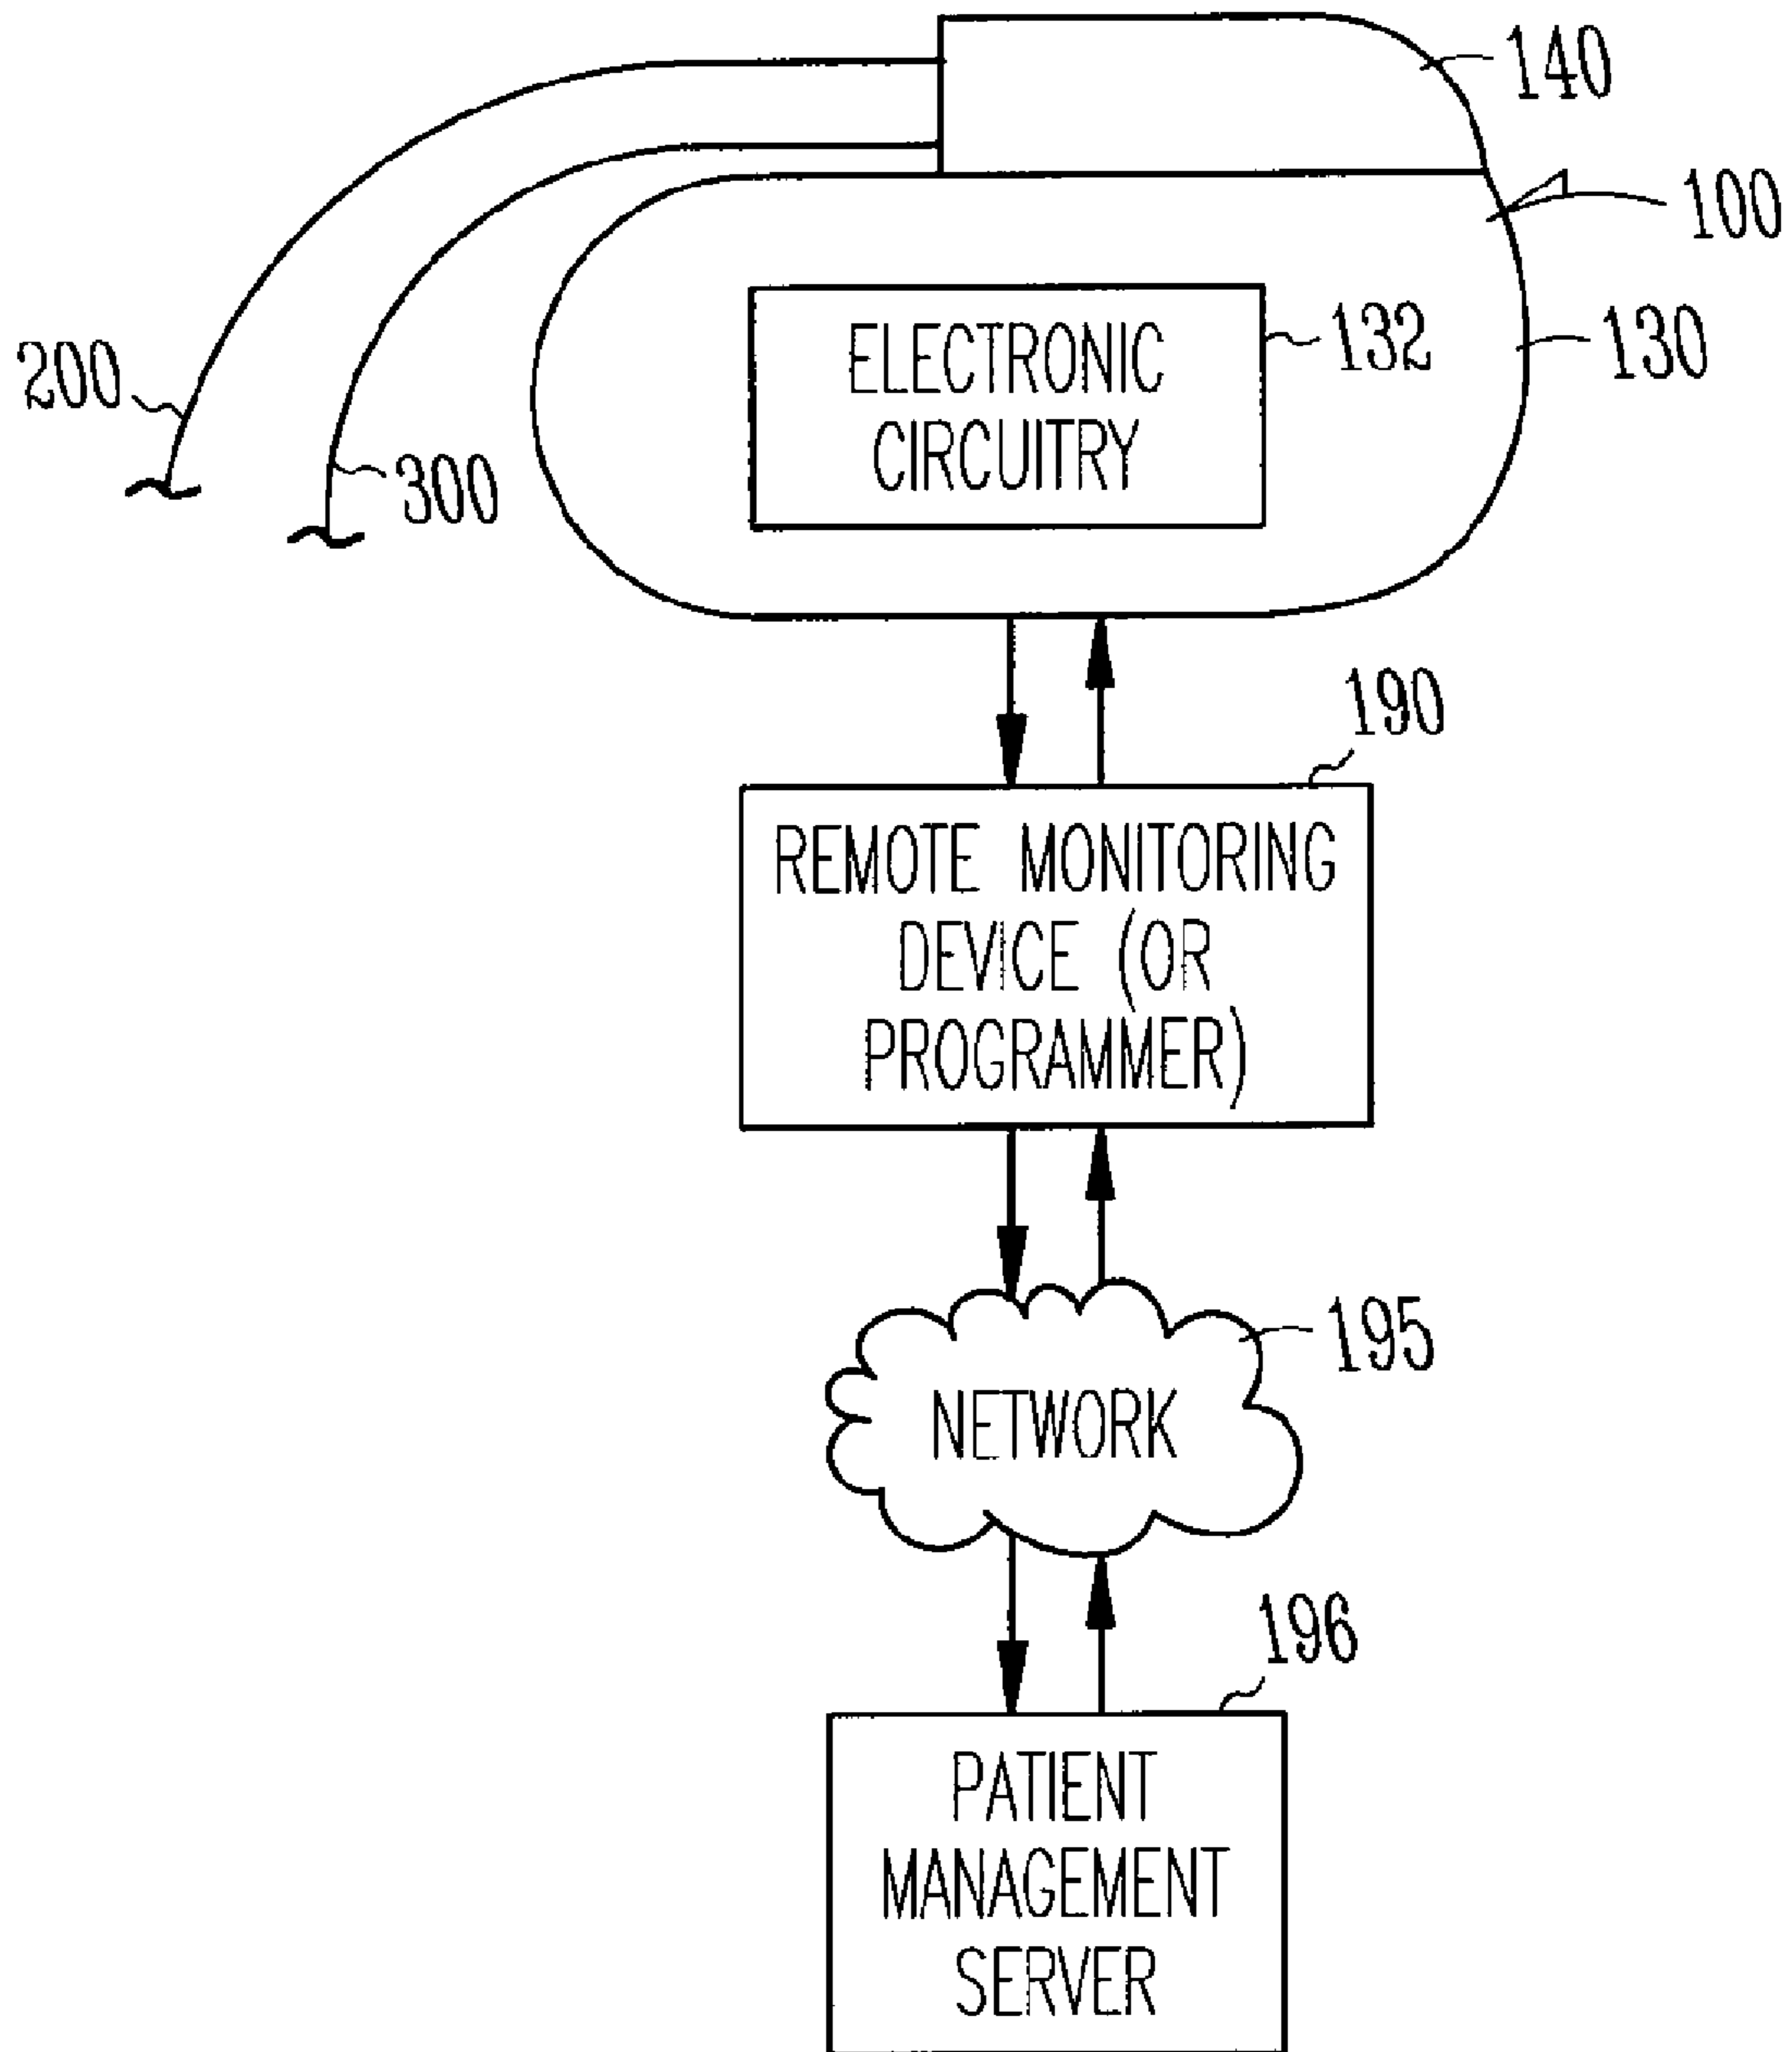 140
100
ELECTRONIC
CIRCUITRY
132
130
200
300
190
REMOTE MONITORING
DEVICE (OR
PROGRAMMER)
195
NETWORK
196
PATIENT
MANAGEMENT
SERVER